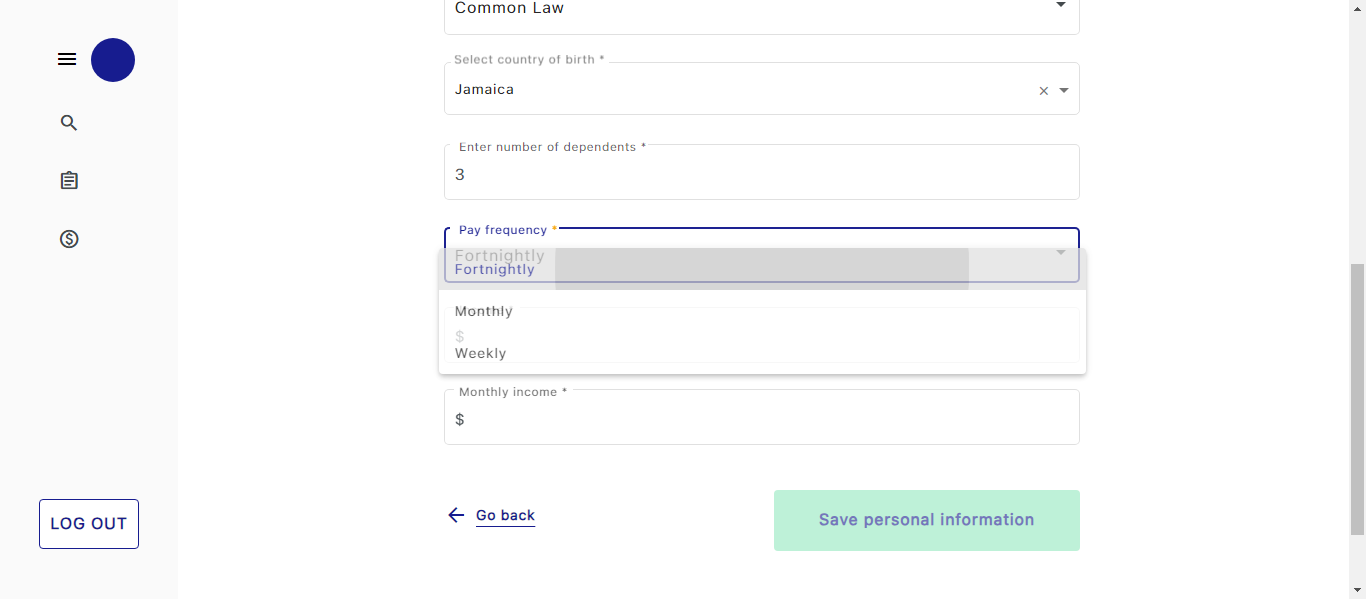 Common Law
Select country of birth *
Jamaica
Enter number of dependents *
3
Pay frequency *
Fortnightly
Fortnightly
Monthly
$
Weekly
Monthly income *
$
Go back
Save personal information
LOG OUT